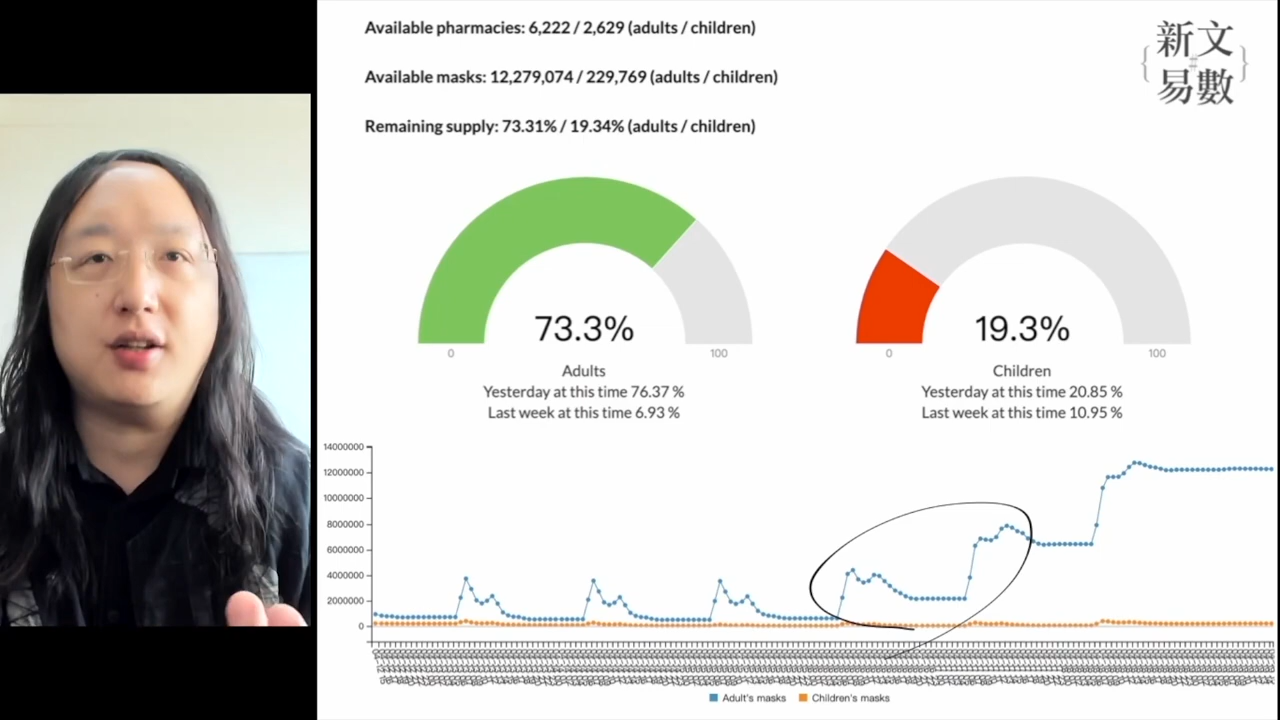 Available pharmacies: 6,222 / 2,629 (adults / children)
Available masks: 12,279,074 / 229,769 (adults / children)
Remaining supply: 73.31% / 19.34% (adults / children)
新文
易數
73.3%
0
100
Adults
Yesterday at this time 76.37 %
Last week at this time 6.93 %
19.3%
0
100
Children
Yesterday at this time 20.85 %
Last week at this time 10.95 %
14000000
12000000
10000000
8000000
6000000
4000000
2000000
0
Adult's masks
Children's masks